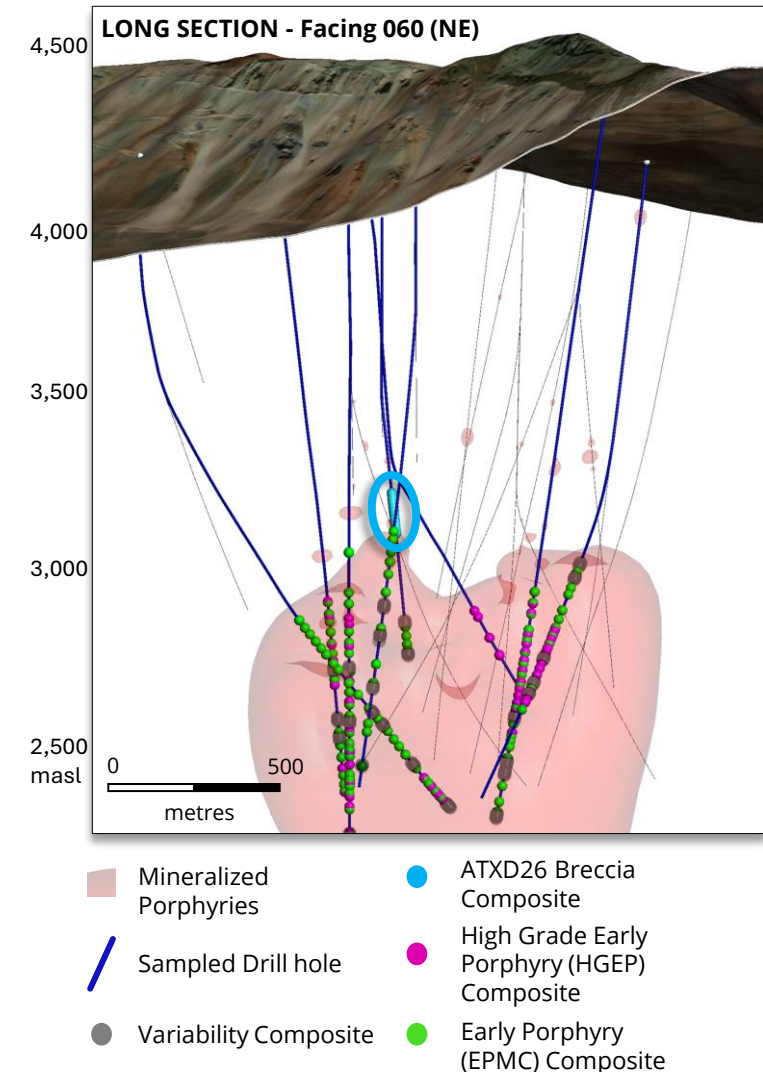 LONG SECTION - Facing 060 (NE)
4,500
4,000
3,500
3,000
2,500
masl
0 500
metres
Mineralized
Porphyries
Sampled Drill hole
Variability Composite
ATXD26 Breccia
Composite
High Grade Early
Porphyry (HGEP)
Composite
Early Porphyry
(EPMC) Composite